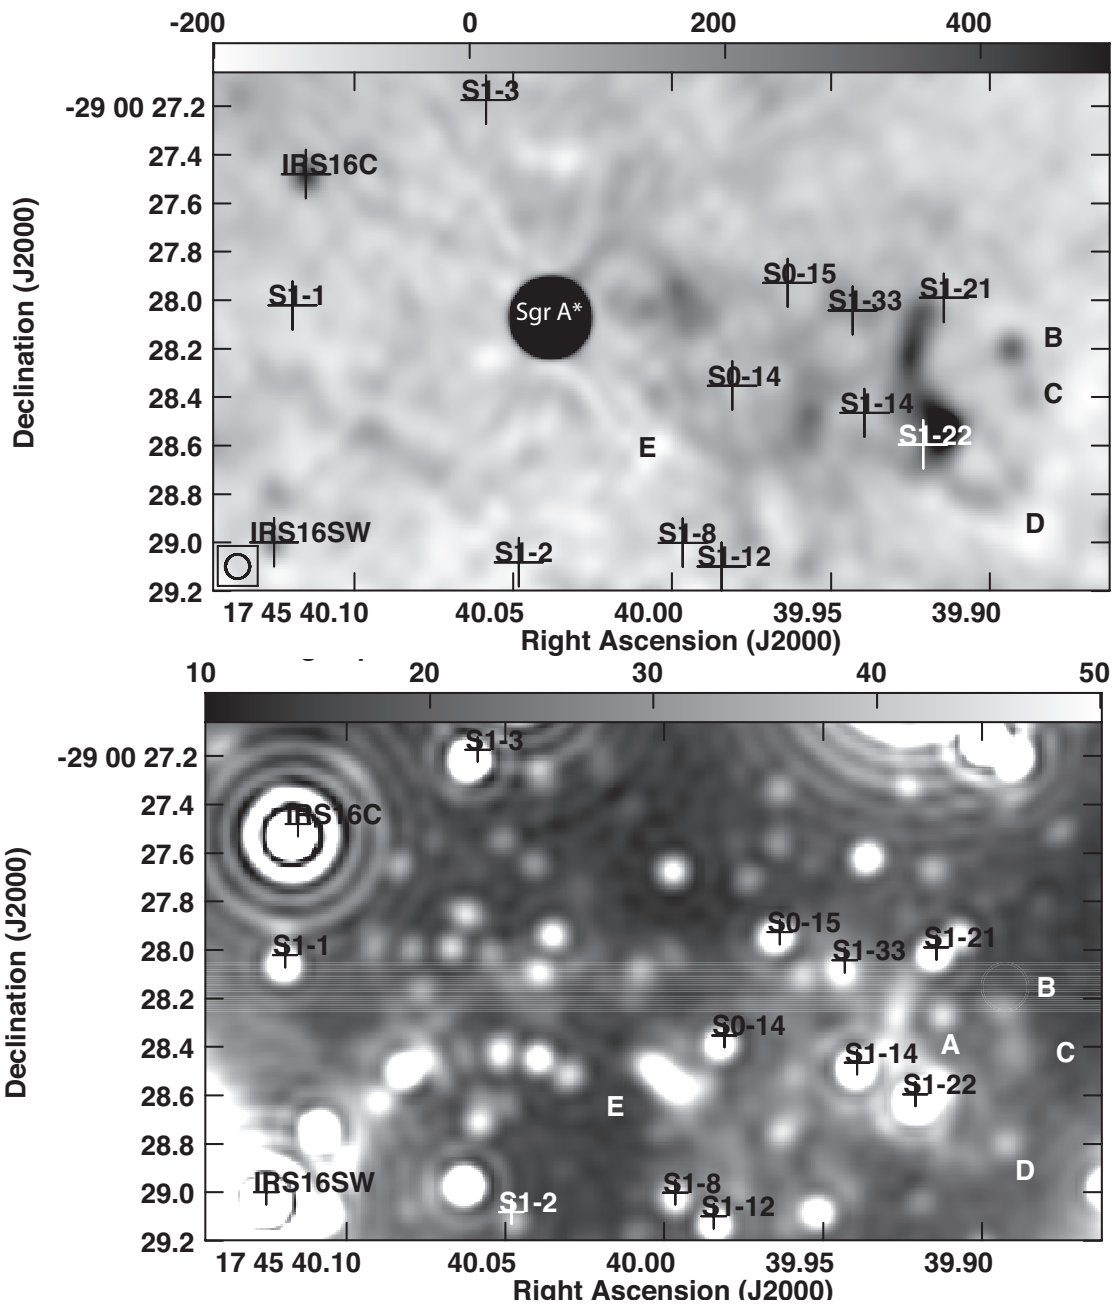 -200 0 200 400
-29 00 27.2
S1-3
27.4
IRS16C
27.6
27.8
S0-15
28.0
S1-1
Sgr A*
S1-33
S1-21
28.2
B
S0-14
28.4
S1-14
C
28.6
E
S1-22
28.8
D
29.0
IRS16SW
S1-2
S1-8
S1-12
29.2
17 45 40.10 40.05 40.00 39.95 39.90
Right Ascension (J2000)
Declination (J2000)
10 20 30 40 50
-29 00 27.2
S1-3
27.4
IRS16C
27.6
27.8
S0-15
28.0
S1-1
S1-33
S1-21
28.2
B
S0-14
28.4
S1-14
A
C
28.6
E
S1-22
28.8
D
29.0
IRS16SW
S1-2
S1-8
S1-12
29.2
17 45 40.10 40.05 40.00 39.95 39.90
Right Ascension (J2000)
Declination (J2000)